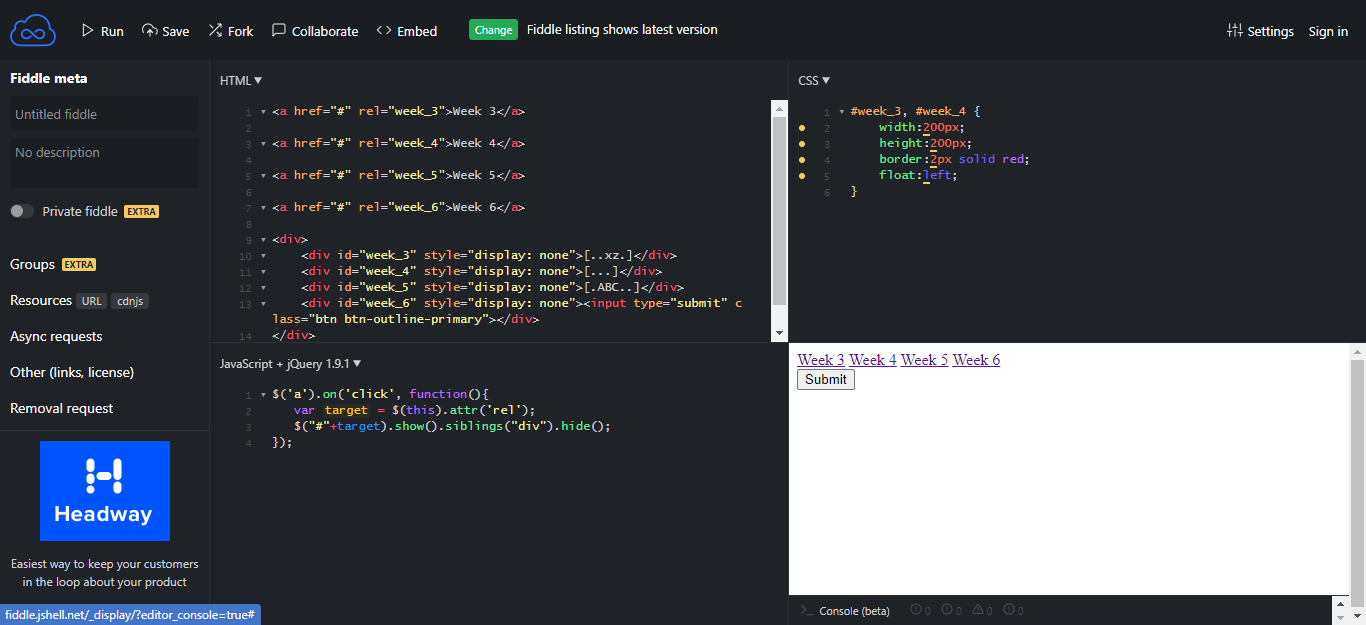 Run Save Fork Collaborate Embed Change Fiddle listing shows latest version Settings Sign in
Fiddle meta
Untitled fiddle
No description
Private fiddle EXTRA
Groups EXTRA
Resources URL cdnjs
Async requests
Other (links, license)
Removal request
Headway
Easiest way to keep your customers
in the loop about your product
fiddle.jshell.net/_display/?editor_console=true#
HTML ▼
1 <a href="#" rel="week_3">Week 3</a>
2
3 <a href="#" rel="week_4">Week 4</a>
4
5 <a href="#" rel="week_5">Week 5</a>
6
7 <a href="#" rel="week_6">Week 6</a>
8
9 <div>
10 <div id="week_3" style="display: none">[..xz.]</div>
11 <div id="week_4" style="display: none">[...]</div>
12 <div id="week_5" style="display: none">[.ABC..]</div>
13 <div id="week_6" style="display: none"><input type="submit" c
lass="btn btn-outline-primary"></div>
14 </div>
JavaScript + jQuery 1.9.1 ▼
1 $('a').on('click', function(){
2 var target = $(this).attr('rel');
3 $("#"+target).show().siblings("div").hide();
4 });
CSS ▼
1 #week_3, #week_4 {
2 width:200px;
3 height:200px;
4 border:2px solid red;
5 float:left;
6 }
Week 3 Week 4 Week 5 Week 6
Submit
>_ Console (beta) 0 0 0 0